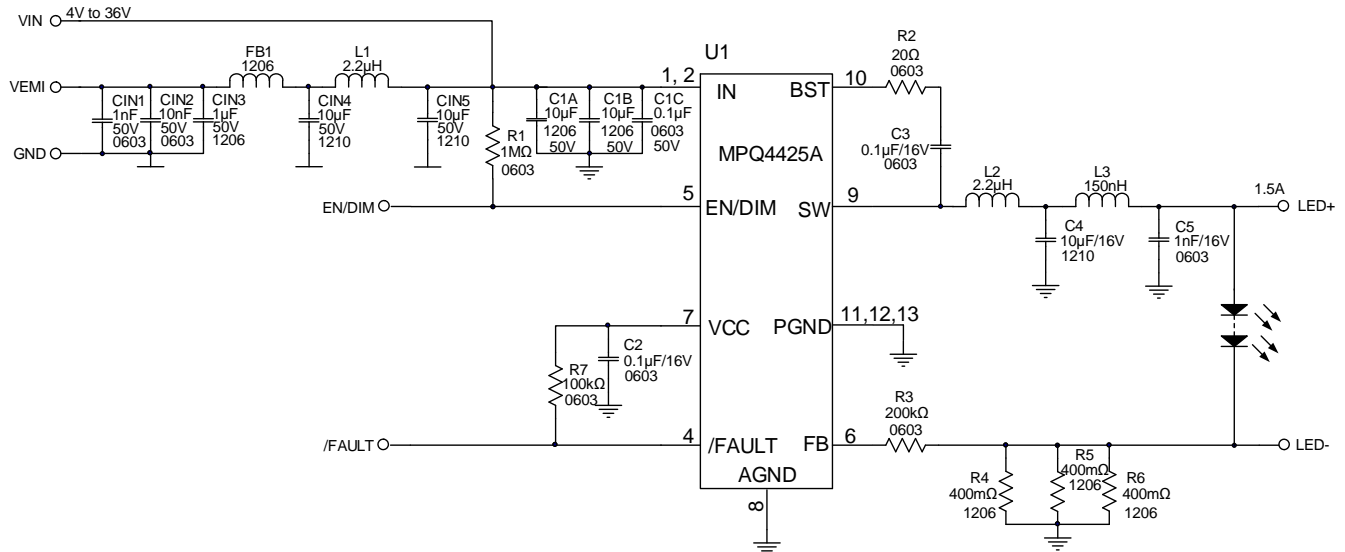 VIN
4V to 36V
VEMI
GND
FB1
1206
L1
2.2µH
CIN1
1nF
50V
0603
CIN2
10nF
50V
0603
CIN3
1µF
50V
1206
CIN4
10µF
50V
1210
CIN5
10µF
50V
1210
R1
1MΩ
0603
C1A
10µF
1206
50V
C1B
10µF
1206
50V
C1C
0.1µF
0603
50V
U1
MPQ4425A
1, 2
IN
BST
10
R2
20Ω
0603
C3
0.1µF/16V
0603
EN/DIM
5
EN/DIM
SW
9
L2
2.2µH
L3
150nH
1.5A
LED+
C4
10µF/16V
1210
C5
1nF/16V
0603
7
VCC
PGND
11,12,13
C2
0.1µF/16V
0603
R7
100kΩ
0603
/FAULT
4
/FAULT
FB
6
R3
200kΩ
0603
LED-
AGND
8
R4
400mΩ
1206
R5
400mΩ
1206
R6
400mΩ
1206